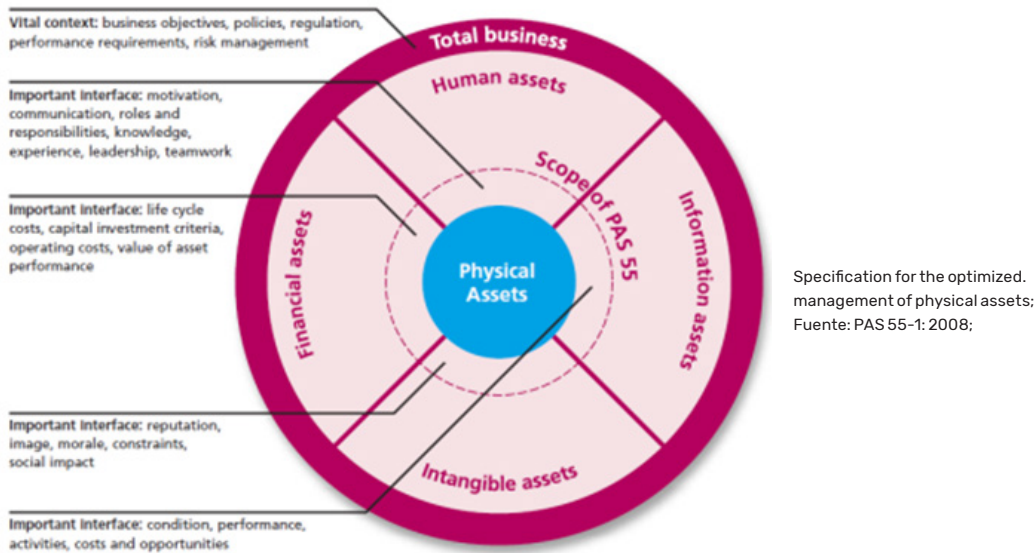 Vital context: business objectives, policies, regulation,
performance requirements, risk management
Important Interface: motivation,
communication, roles and
responsibilities, knowledge,
experience, leadership, teamwork
Important Interface: life cycle
costs, capital investment criteria,
operating costs, value of asset
performance
Important Interface: reputation,
image, morale, constraints,
social impact
Important Interface: condition, performance,
activities, costs and opportunities
Total business
Human assets
Scope of PAS 55
Financial assets
Physical
Assets
Information assets
Intangible assets
Specification for the optimized.
management of physical assets;
Fuente: PAS 55-1: 2008;